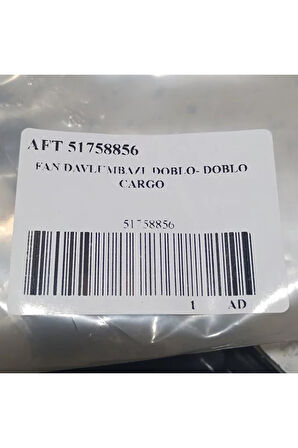 AFT 51758856
FAN DAVLUMBAZI DOBLO- DOBLO
CARGO
51758856
1 AD